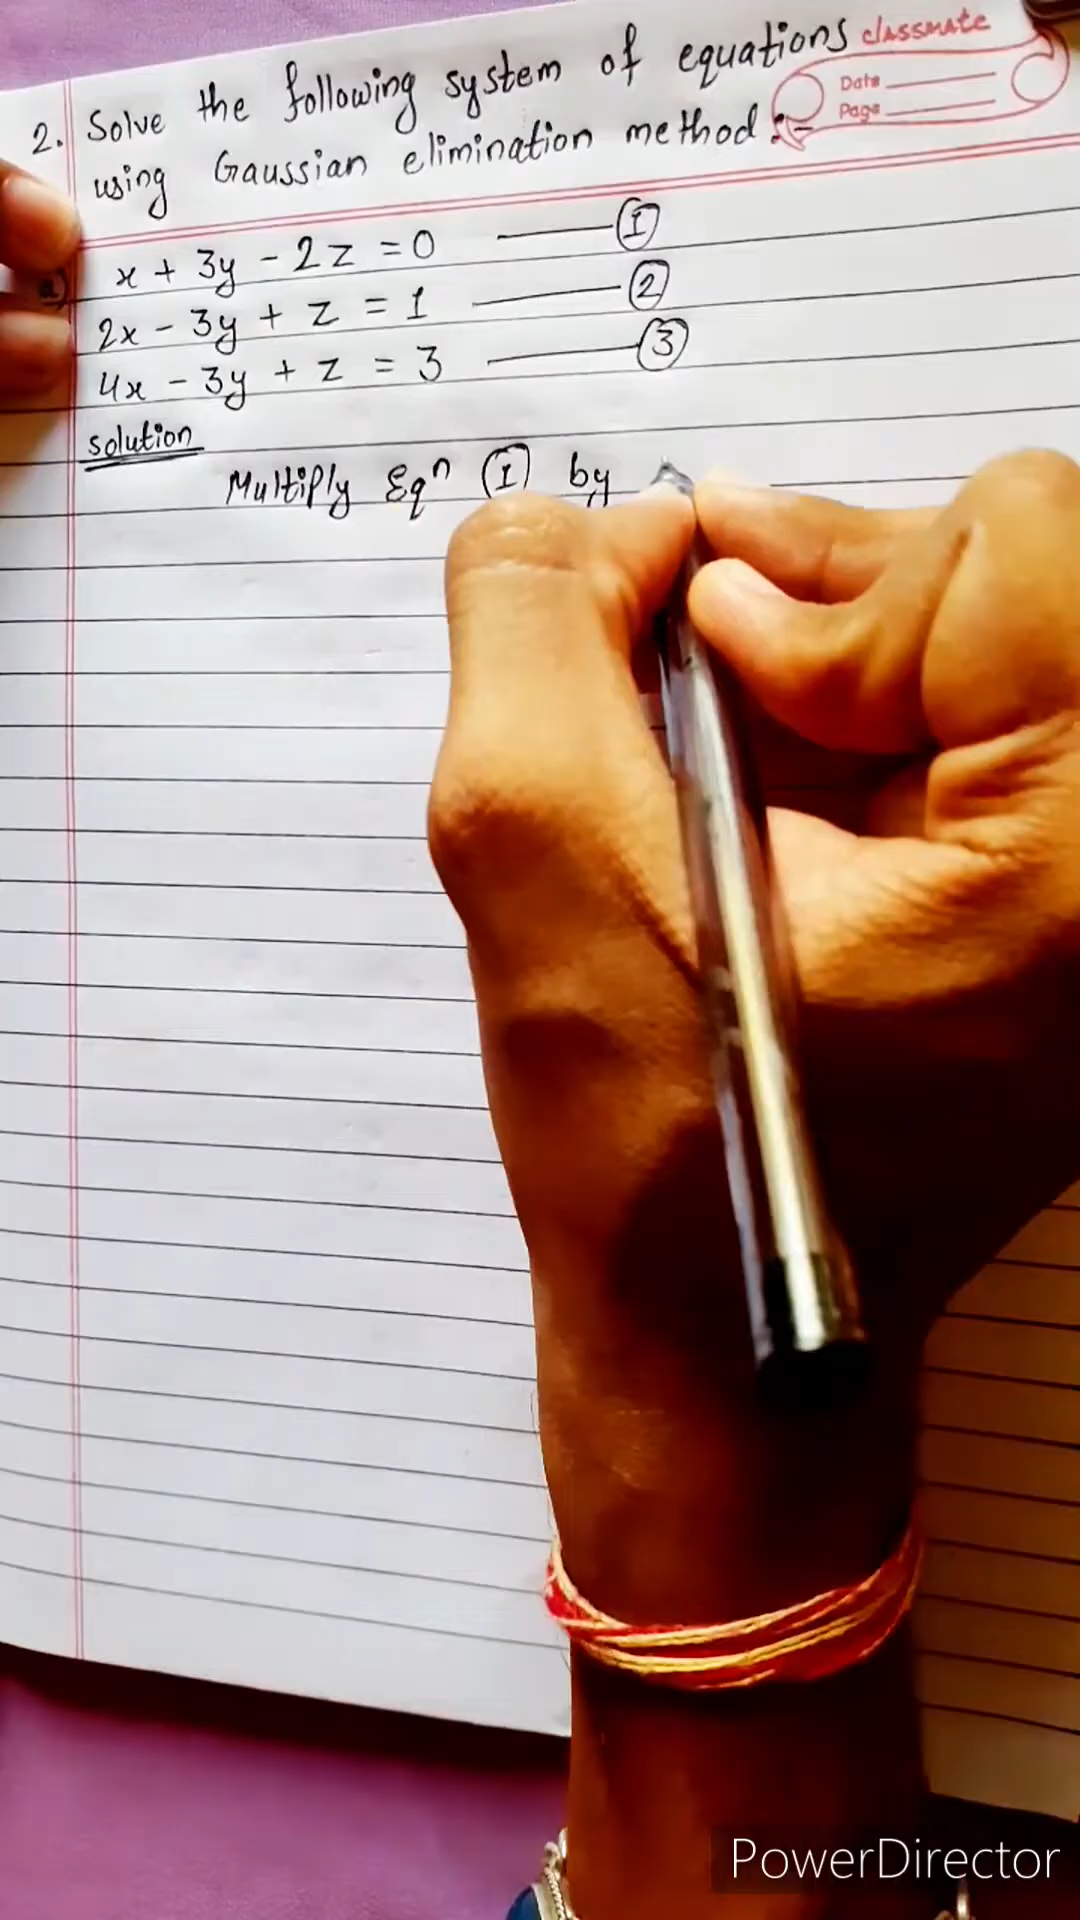 classmate
Date
Page
2. Solve the following system of equations
using Gaussian elimination method :-
a) x + 3y - 2z = 0 ——— ①
2x - 3y + z = 1 ——— ②
4x - 3y + z = 3 ——— ③
solution
Multiply Eqⁿ ① by
PowerDirector